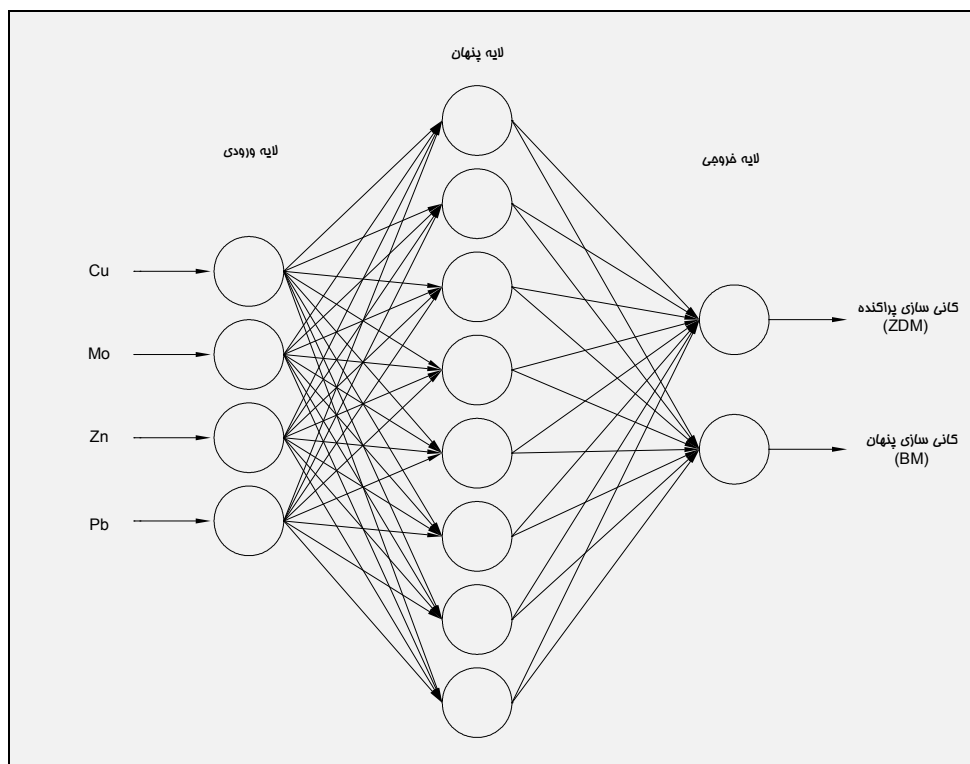 لایه پنهان
لایه ورودی
لایه خروجی
Cu
Mo
Zn
Pb
کانی سازی پراکنده
(ZDM)
کانی سازی پنهان
(BM)